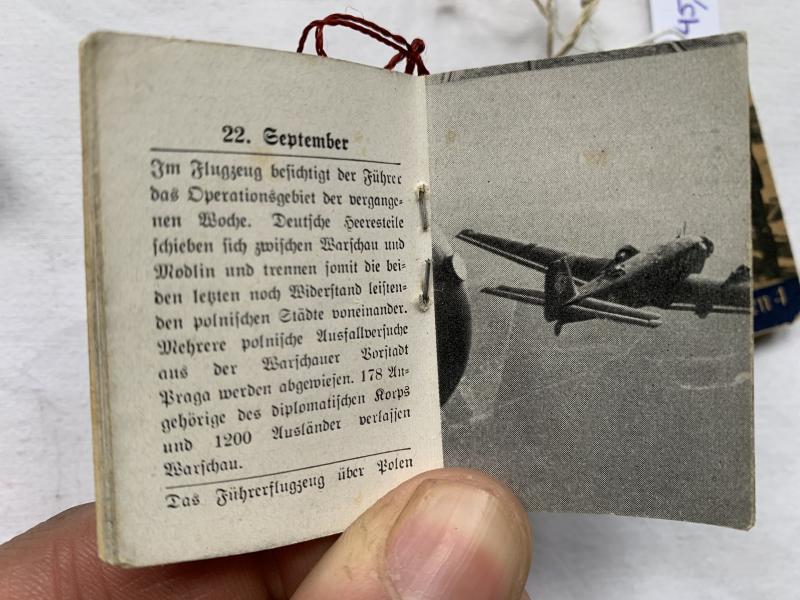 22. September
Im Flugzeug besichtigt der Führer
das Operationsgebiet der vergange-
nen Woche. Deutsche Heeresteile
schieben sich zwischen Warschau und
Modlin und trennen somit die bei-
den letzten noch Widerstand leisten-
den polnischen Städte voneinander.
Mehrere polnische Ausfallversuche
aus der Warschauer Vorstadt
Praga werden abgewiesen. 178 An-
gehörige des diplomatischen Korps
und 1200 Ausländer verlassen
Warschau.
Das Führerflugzeug über Polen
45/